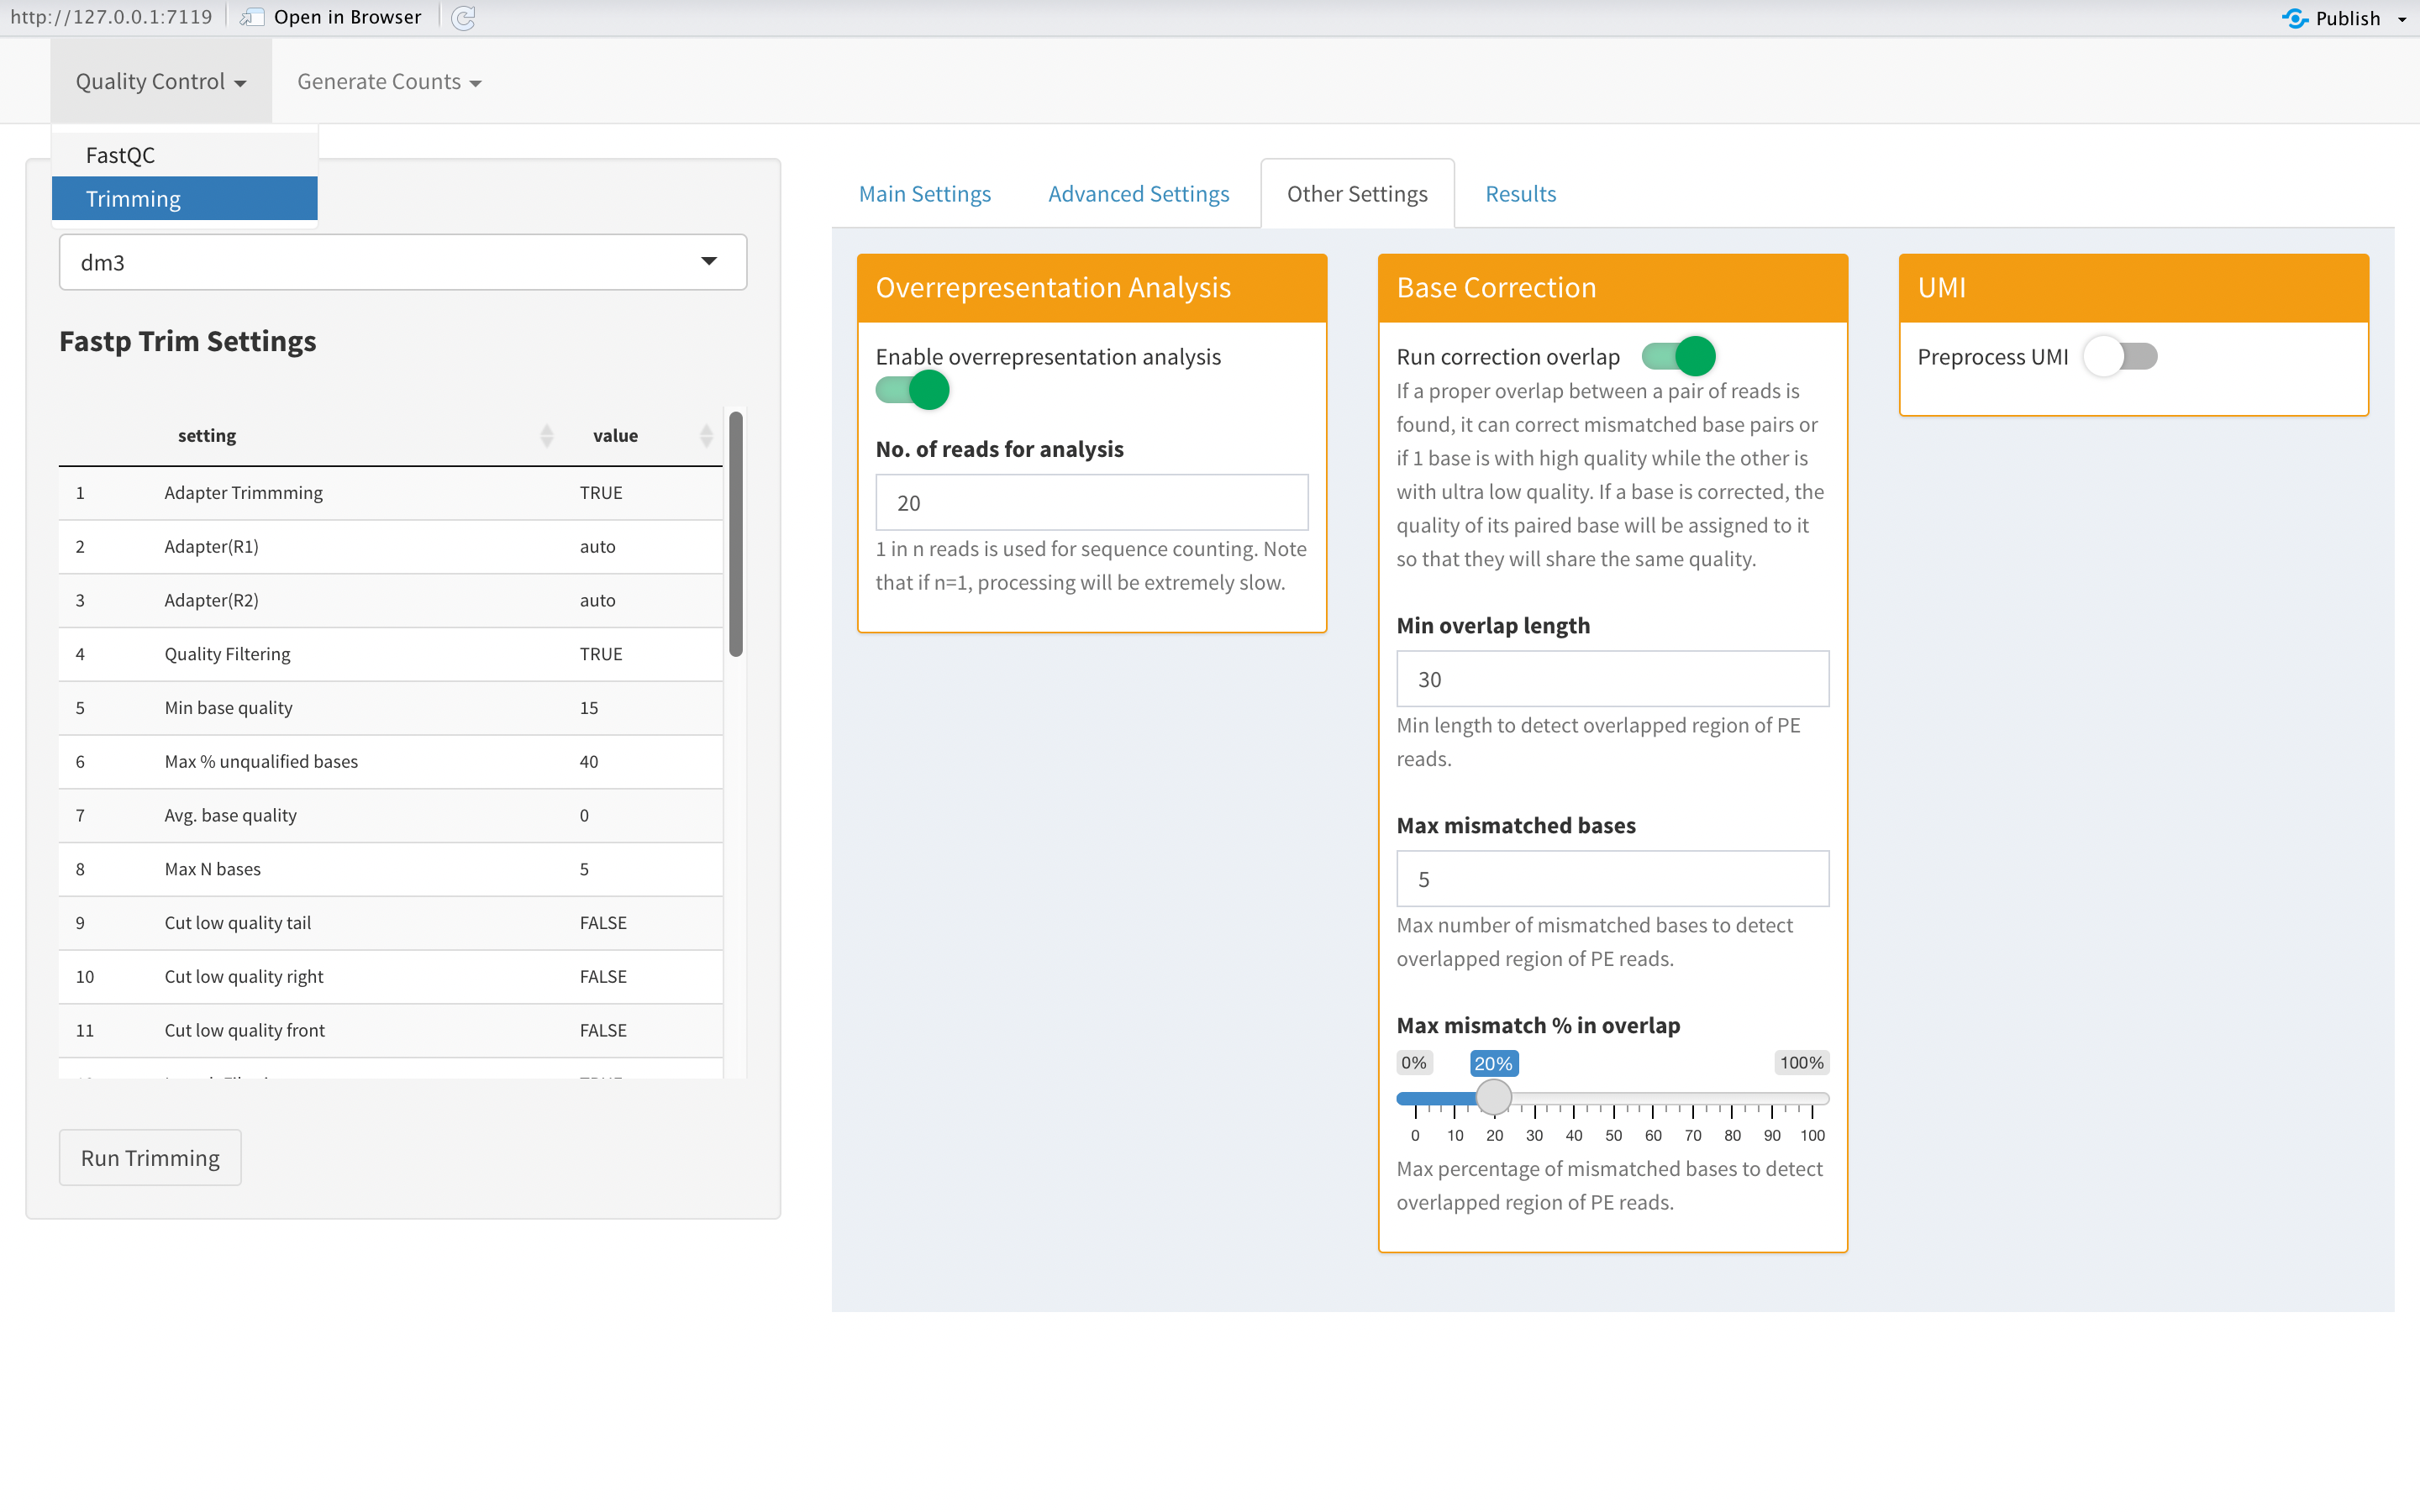 http://127.0.0.1:7119
Open in Browser
Publish
Quality Control
Generate Counts
FastQC
Trimming
dm3
Fastp Trim Settings
setting value
1 Adapter Trimmming TRUE
2 Adapter(R1) auto
3 Adapter(R2) auto
4 Quality Filtering TRUE
5 Min base quality 15
6 Max % unqualified bases 40
7 Avg. base quality 0
8 Max N bases 5
9 Cut low quality tail FALSE
10 Cut low quality right FALSE
11 Cut low quality front FALSE
Run Trimming
Main Settings
Advanced Settings
Other Settings
Results
Overrepresentation Analysis
Enable overrepresentation analysis
No. of reads for analysis
20
1 in n reads is used for sequence counting. Note
that if n=1, processing will be extremely slow.
Base Correction
Run correction overlap
If a proper overlap between a pair of reads is
found, it can correct mismatched base pairs or
if 1 base is with high quality while the other is
with ultra low quality. If a base is corrected, the
quality of its paired base will be assigned to it
so that they will share the same quality.
Min overlap length
30
Min length to detect overlapped region of PE
reads.
Max mismatched bases
5
Max number of mismatched bases to detect
overlapped region of PE reads.
Max mismatch % in overlap
0% 20% 100%
0 10 20 30 40 50 60 70 80 90 100
Max percentage of mismatched bases to detect
overlapped region of PE reads.
UMI
Preprocess UMI